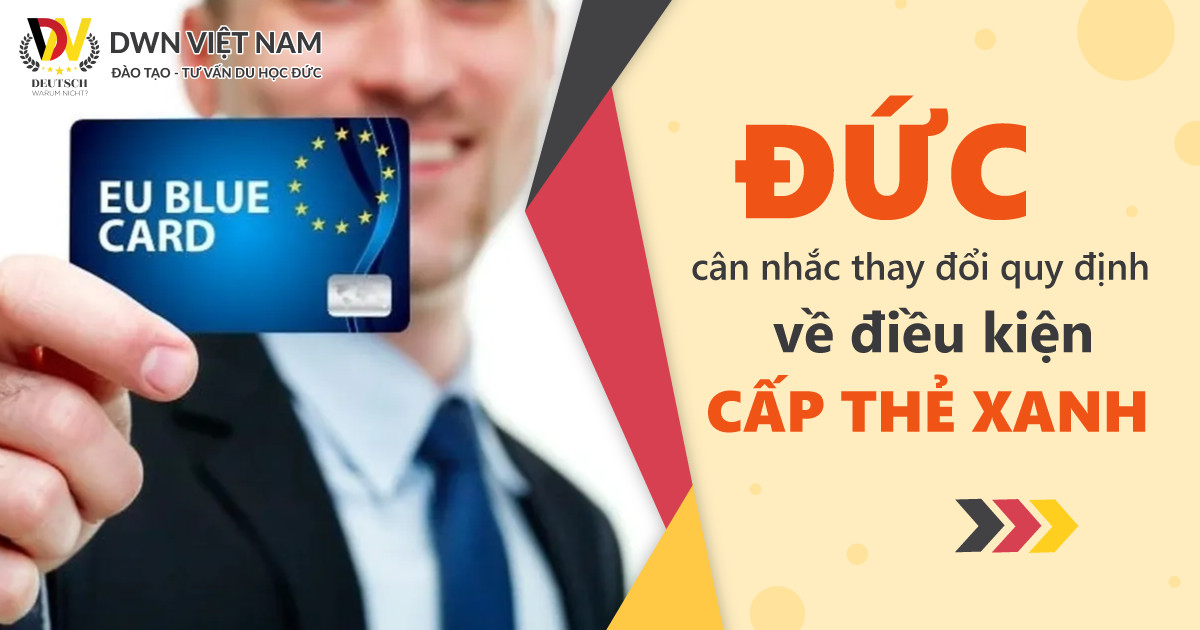 DWN VIỆT NAM
ĐÀO TẠO - TƯ VẤN DU HỌC ĐỨC
DEUTSCH
WARUM NICHT?
EU BLUE
CARD
ĐỨC
cân nhắc thay đổi quy định
về điều kiện
CẤP THẺ XANH